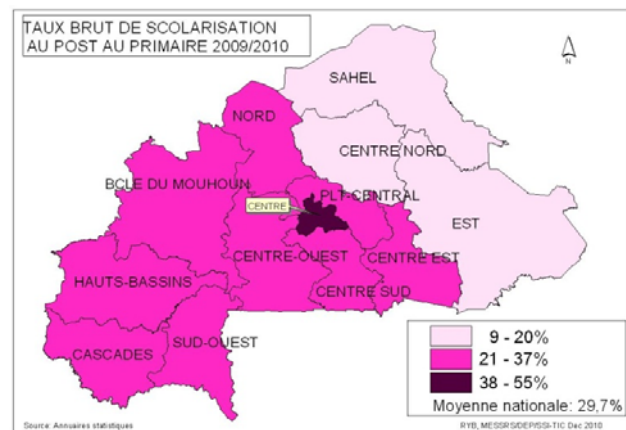 TAUX BRUT DE SCOLARISATION
AU POST AU PRIMAIRE 2009/2010
N
SAHEL
NORD
CENTRE NORD
BCLE DU MOUHOUN
PLT-CENTRAL
CENTRE
EST
CENTRE-OUEST
CENTRE EST
HAUTS-BASSINS
CENTRE SUD
SUD-OUEST
CASCADES
9 - 20%
21 - 37%
38 - 55%
Moyenne nationale: 29,7%
Source: Annuaires statistiques
RYB, MESSRS/DEP/SSI-TIC Dec 2010